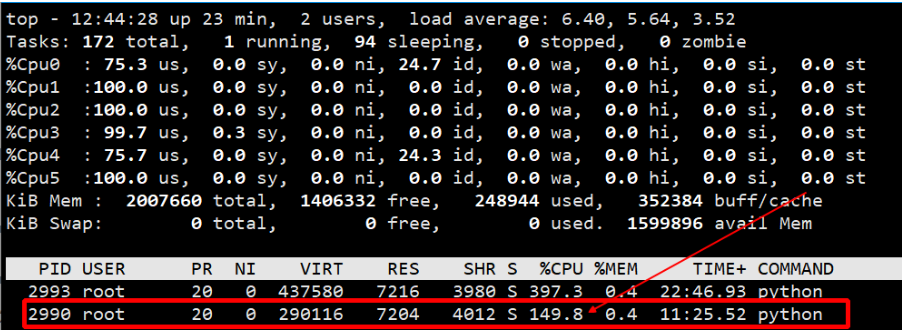 top - 12:44:28 up 23 min,  2 users,  load average: 6.40, 5.64, 3.52
Tasks: 172 total,   1 running,  94 sleeping,   0 stopped,   0 zombie
%Cpu0  : 75.3 us,  0.0 sy,  0.0 ni, 24.7 id,  0.0 wa,  0.0 hi,  0.0 si,  0.0 st
%Cpu1  :100.0 us,  0.0 sy,  0.0 ni,  0.0 id,  0.0 wa,  0.0 hi,  0.0 si,  0.0 st
%Cpu2  :100.0 us,  0.0 sy,  0.0 ni,  0.0 id,  0.0 wa,  0.0 hi,  0.0 si,  0.0 st
%Cpu3  : 99.7 us,  0.3 sy,  0.0 ni,  0.0 id,  0.0 wa,  0.0 hi,  0.0 si,  0.0 st
%Cpu4  : 75.7 us,  0.0 sy,  0.0 ni, 24.3 id,  0.0 wa,  0.0 hi,  0.0 si,  0.0 st
%Cpu5  :100.0 us,  0.0 sy,  0.0 ni,  0.0 id,  0.0 wa,  0.0 hi,  0.0 si,  0.0 st
KiB Mem :  2007660 total,  1406332 free,   248944 used,   352384 buff/cache
KiB Swap:        0 total,        0 free,        0 used.  1599896 avail Mem
PID USER      PR  NI    VIRT    RES    SHR S  %CPU %MEM     TIME+ COMMAND
2993 root      20   0  437580   7216   3980 S 397.3  0.4  22:46.93 python
2990 root      20   0  290116   7204   4012 S 149.8  0.4  11:25.52 python